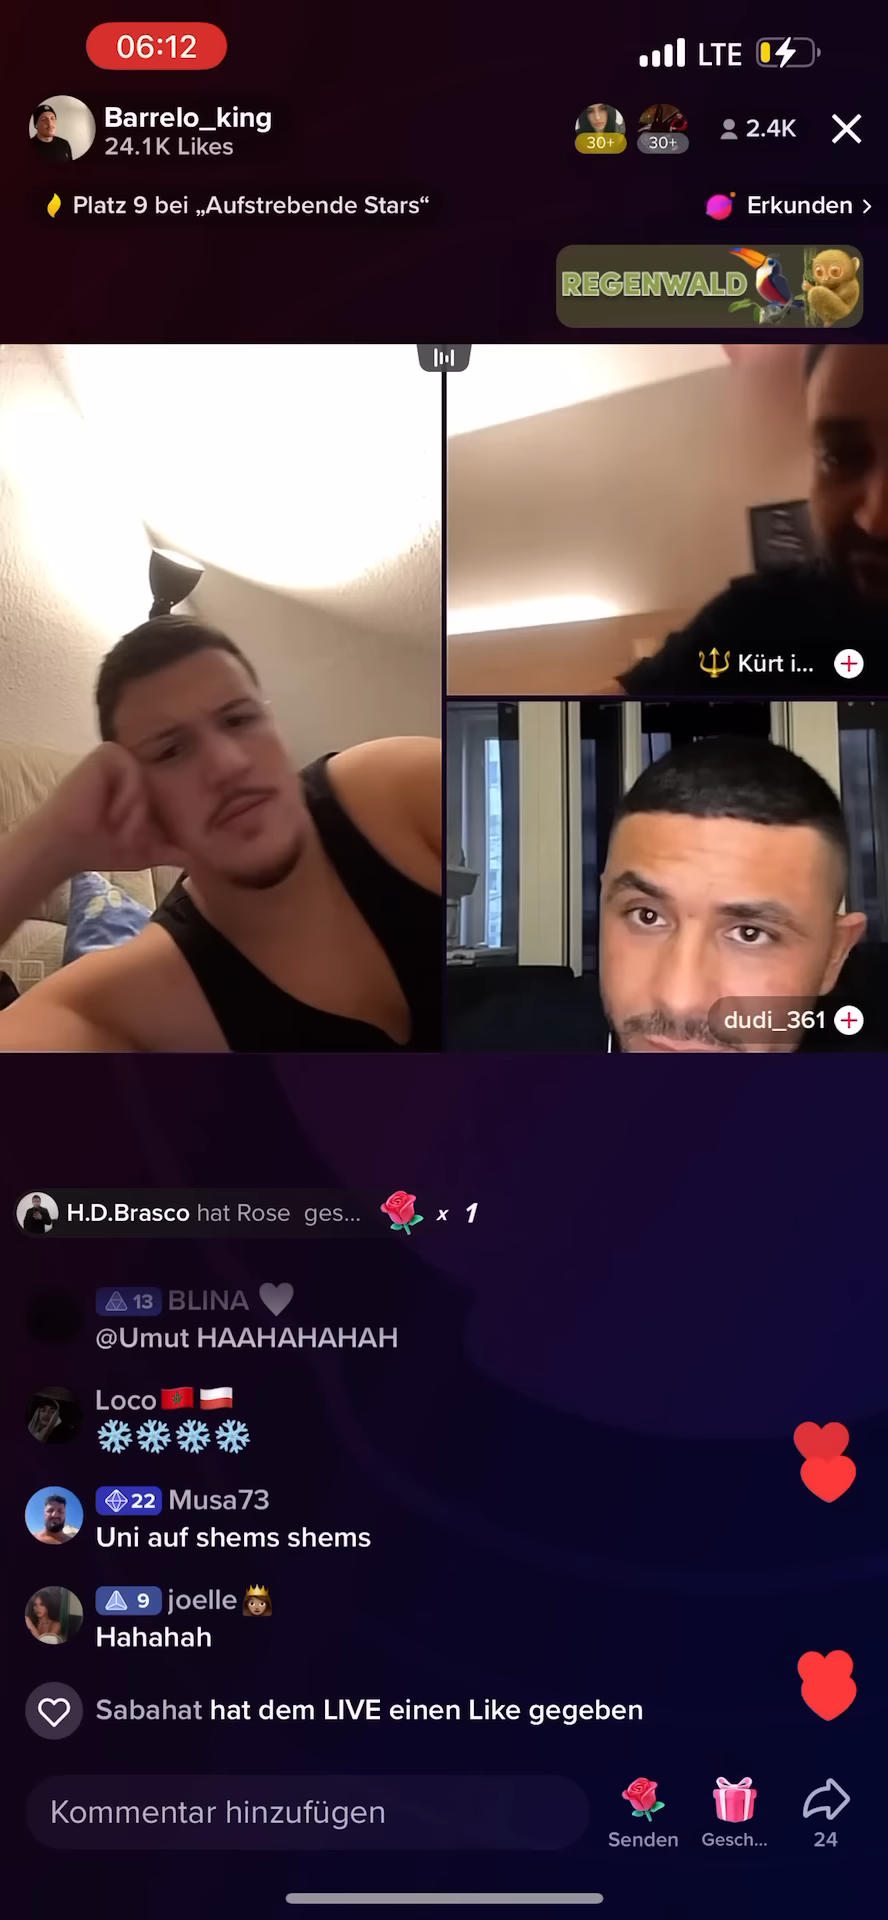 06:12
LTE
Barrelo_king
24.1K Likes
30+
30+
2.4K
Platz 9 bei „Aufstrebende Stars“
Erkunden >
REGENWALD
Kürt i...
dudi_361
H.D.Brasco hat Rose ges... x 1
13 BLINA 🤍
@Umut HAAHAHAHAH
Loco🇲🇦🇵🇱
❄️❄️❄️❄️
22 Musa73
Uni auf shems shems
9 joelle👸🏽
Hahahah
Sabahat hat dem LIVE einen Like gegeben
Kommentar hinzufügen
Senden
Gesch...
24